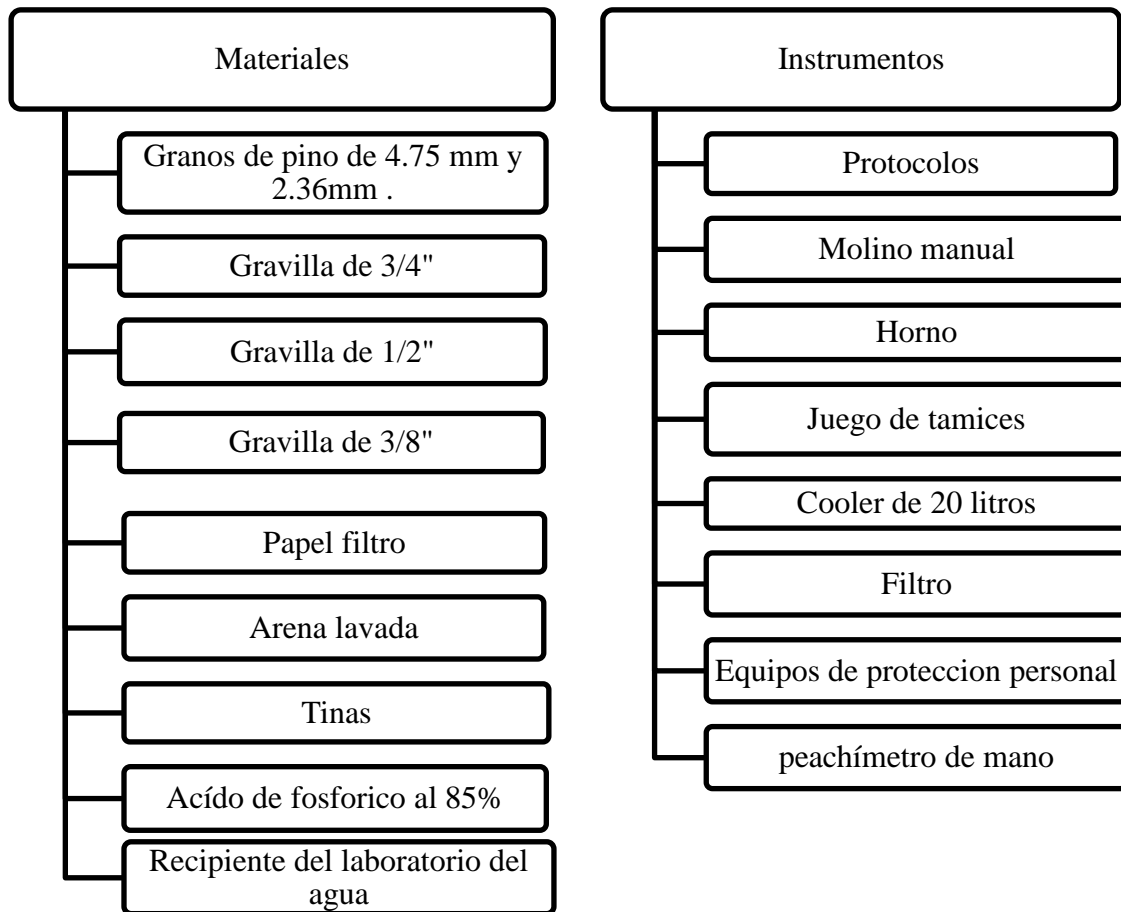 Materiales
Granos de pino de 4.75 mm y
2.36mm .
Gravilla de 3/4"
Gravilla de 1/2"
Gravilla de 3/8"
Papel filtro
Arena lavada
Tinas
Acído de fosforico al 85%
Recipiente del laboratorio del
agua
Instrumentos
Protocolos
Molino manual
Horno
Juego de tamices
Cooler de 20 litros
Filtro
Equipos de proteccion personal
peachímetro de mano